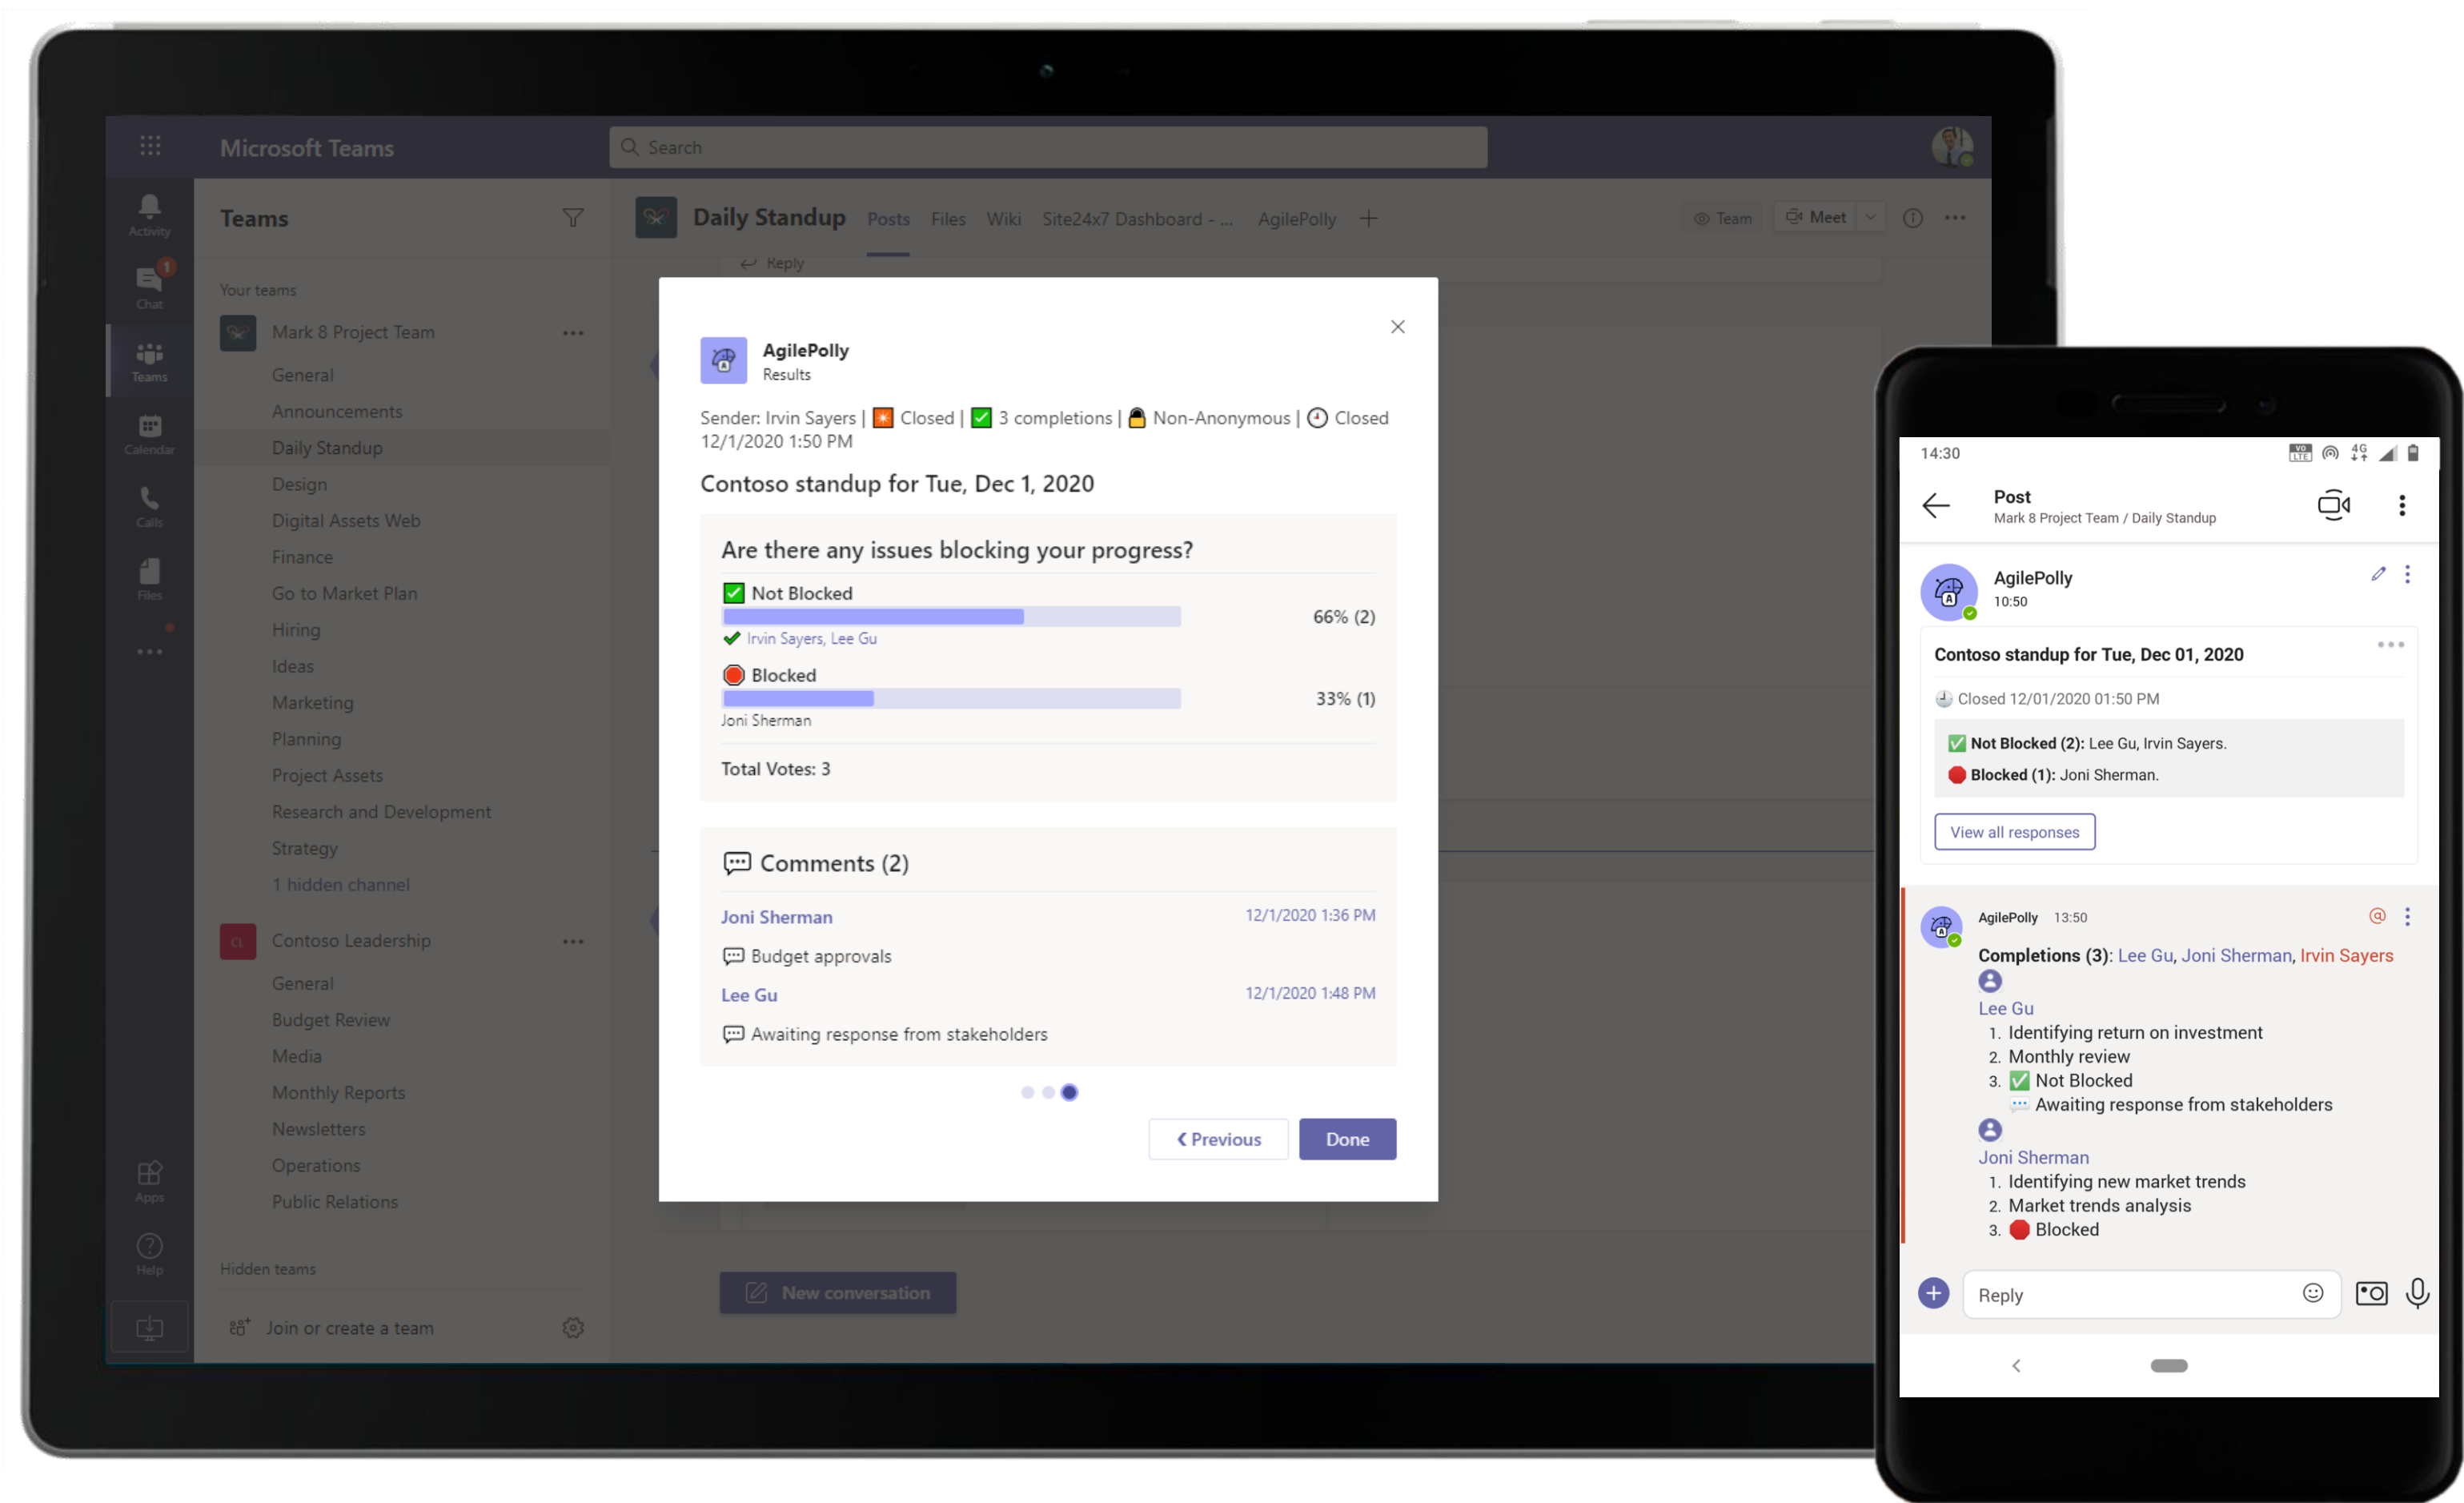 Microsoft Teams
Search
Activity
1
Chat
Teams
Calendar
Calls
Files
Apps
Help
Teams
Your teams
Mark 8 Project Team
General
Announcements
Daily Standup
Design
Digital Assets Web
Finance
Go to Market Plan
Hiring
Ideas
Marketing
Planning
Project Assets
Research and Development
Strategy
1 hidden channel
CL Contoso Leadership
General
Budget Review
Media
Monthly Reports
Newsletters
Operations
Public Relations
Hidden teams
Join or create a team
Daily Standup Posts Files Wiki Site24x7 Dashboard - ... AgilePolly
Team Meet
Reply
AgilePolly
Results
Sender: Irvin Sayers | Closed | 3 completions | Non-Anonymous | Closed
12/1/2020 1:50 PM
Contoso standup for Tue, Dec 1, 2020
Are there any issues blocking your progress?
Not Blocked
66% (2)
Irvin Sayers, Lee Gu
Blocked
33% (1)
Joni Sherman
Total Votes: 3
Comments (2)
Joni Sherman 12/1/2020 1:36 PM
Budget approvals
Lee Gu 12/1/2020 1:48 PM
Awaiting response from stakeholders
Previous Done
New conversation
14:30 VO LTE 4G
Post
Mark 8 Project Team / Daily Standup
AgilePolly
10:50
Contoso standup for Tue, Dec 01, 2020
Closed 12/01/2020 01:50 PM
Not Blocked (2): Lee Gu, Irvin Sayers.
Blocked (1): Joni Sherman.
View all responses
AgilePolly 13:50 @
Completions (3): Lee Gu, Joni Sherman, Irvin Sayers
Lee Gu
1. Identifying return on investment
2. Monthly review
3. Not Blocked
Awaiting response from stakeholders
Joni Sherman
1. Identifying new market trends
2. Market trends analysis
3. Blocked
Reply